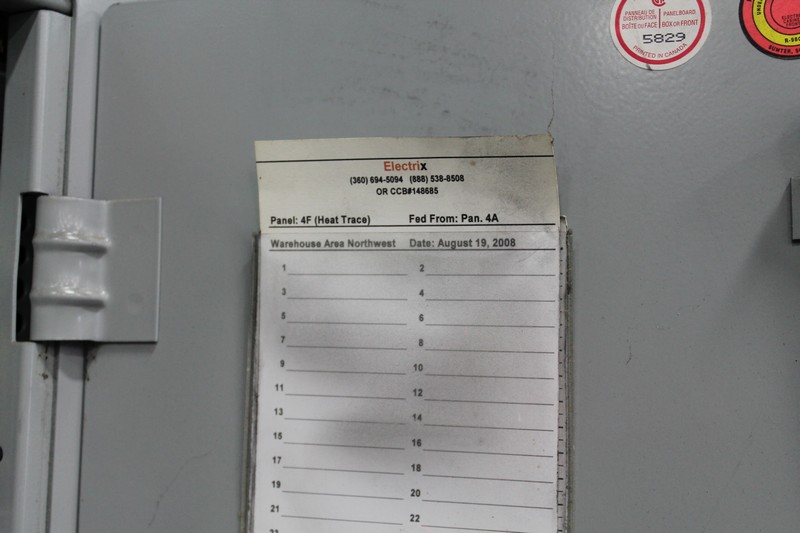 PANNEAU DE DISTRIBUTION PANELBOARD
BOÎTE OU FACE BOX OR FRONT
5829
PRINTED IN CANADA
Electrix
(360) 694-5094 (888) 538-8508
OR CCB#148685
Panel: 4F (Heat Trace) Fed From: Pan. 4A
Warehouse Area Northwest Date: August 19, 2008
1 2
3 4
5 6
7 8
9 10
11 12
13 14
15 16
17 18
19 20
21 22